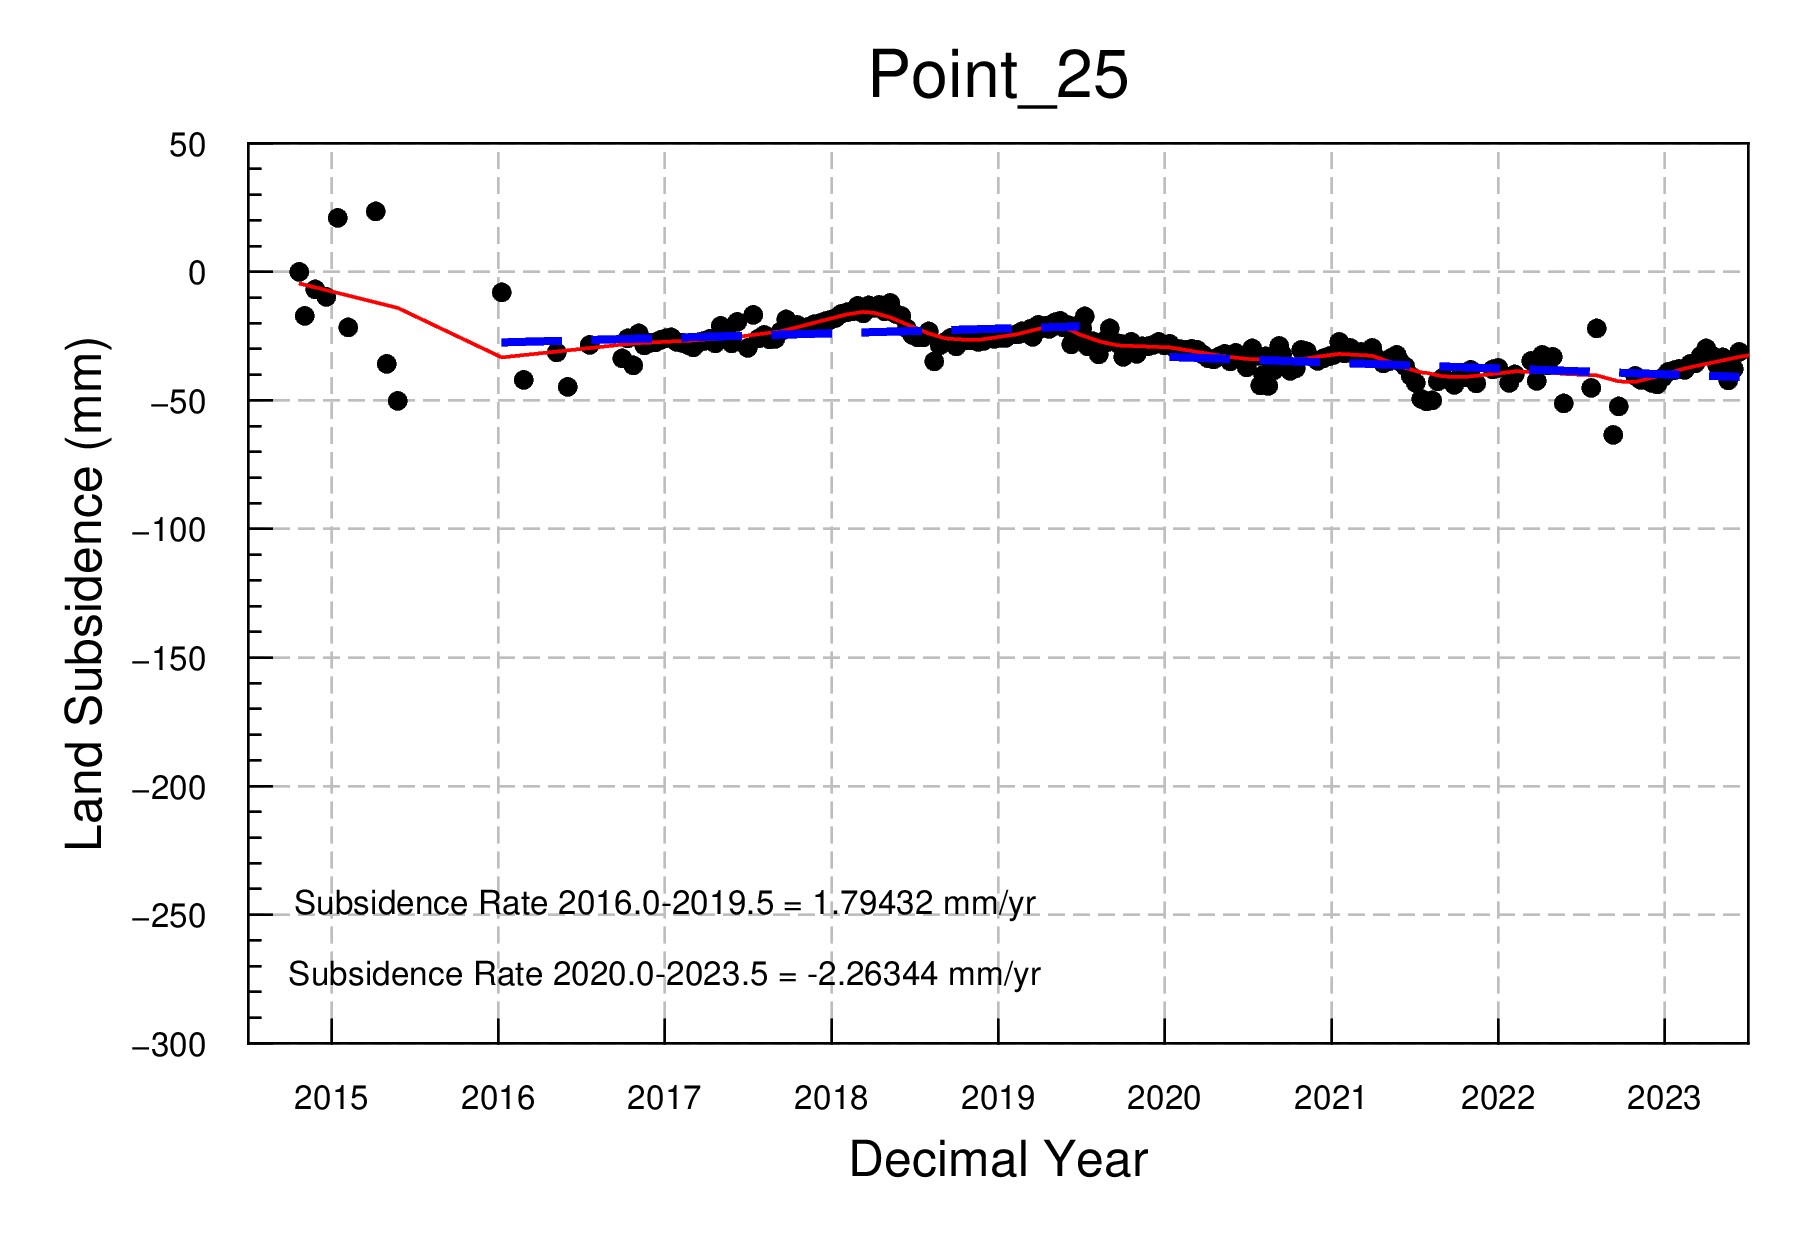 Point_25
50
0
−50
−100
−150
−200
−250
−300
Land Subsidence (mm)
Subsidence Rate 2016.0-2019.5 = 1.79432 mm/yr
Subsidence Rate 2020.0-2023.5 = -2.26344 mm/yr
2015 2016 2017 2018 2019 2020 2021 2022 2023
Decimal Year